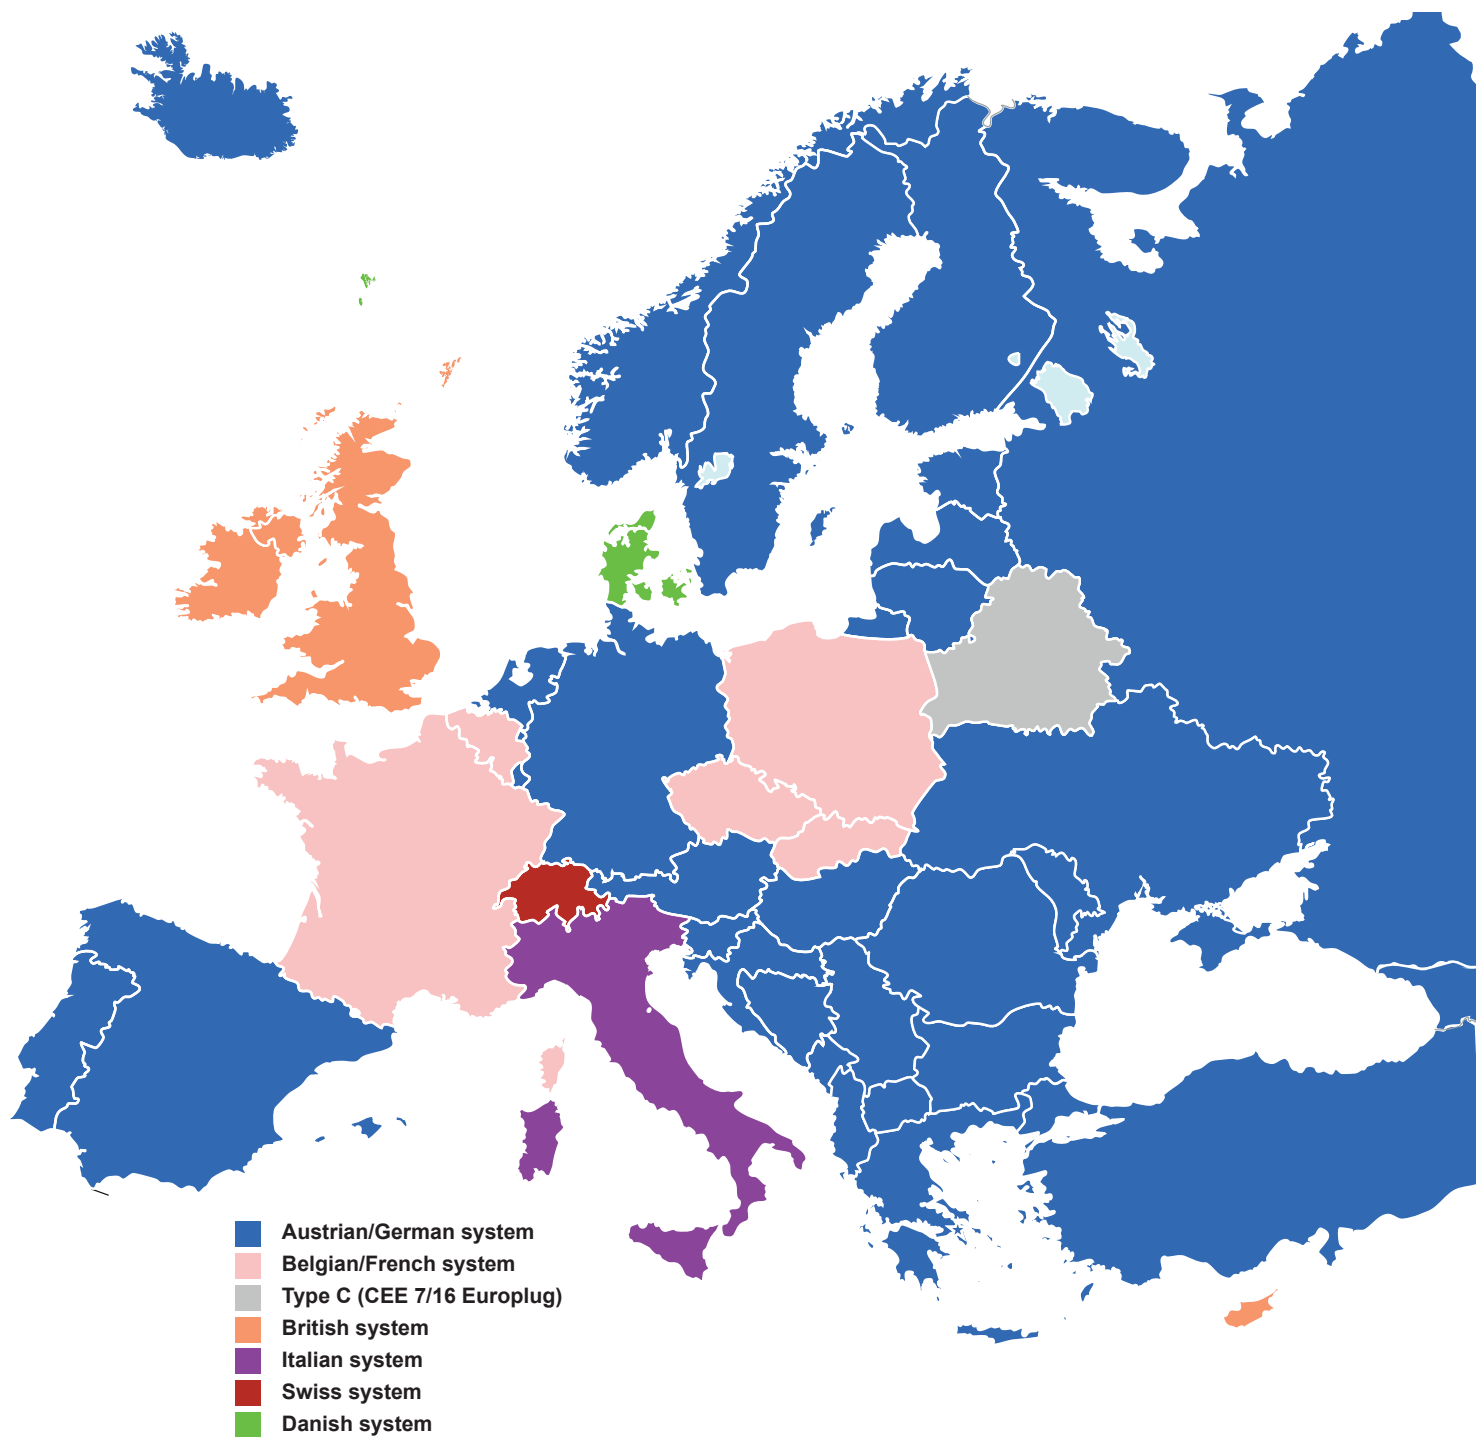 Austrian/German system
Belgian/French system
Type C (CEE 7/16 Europlug)
British system
Italian system
Swiss system
Danish system